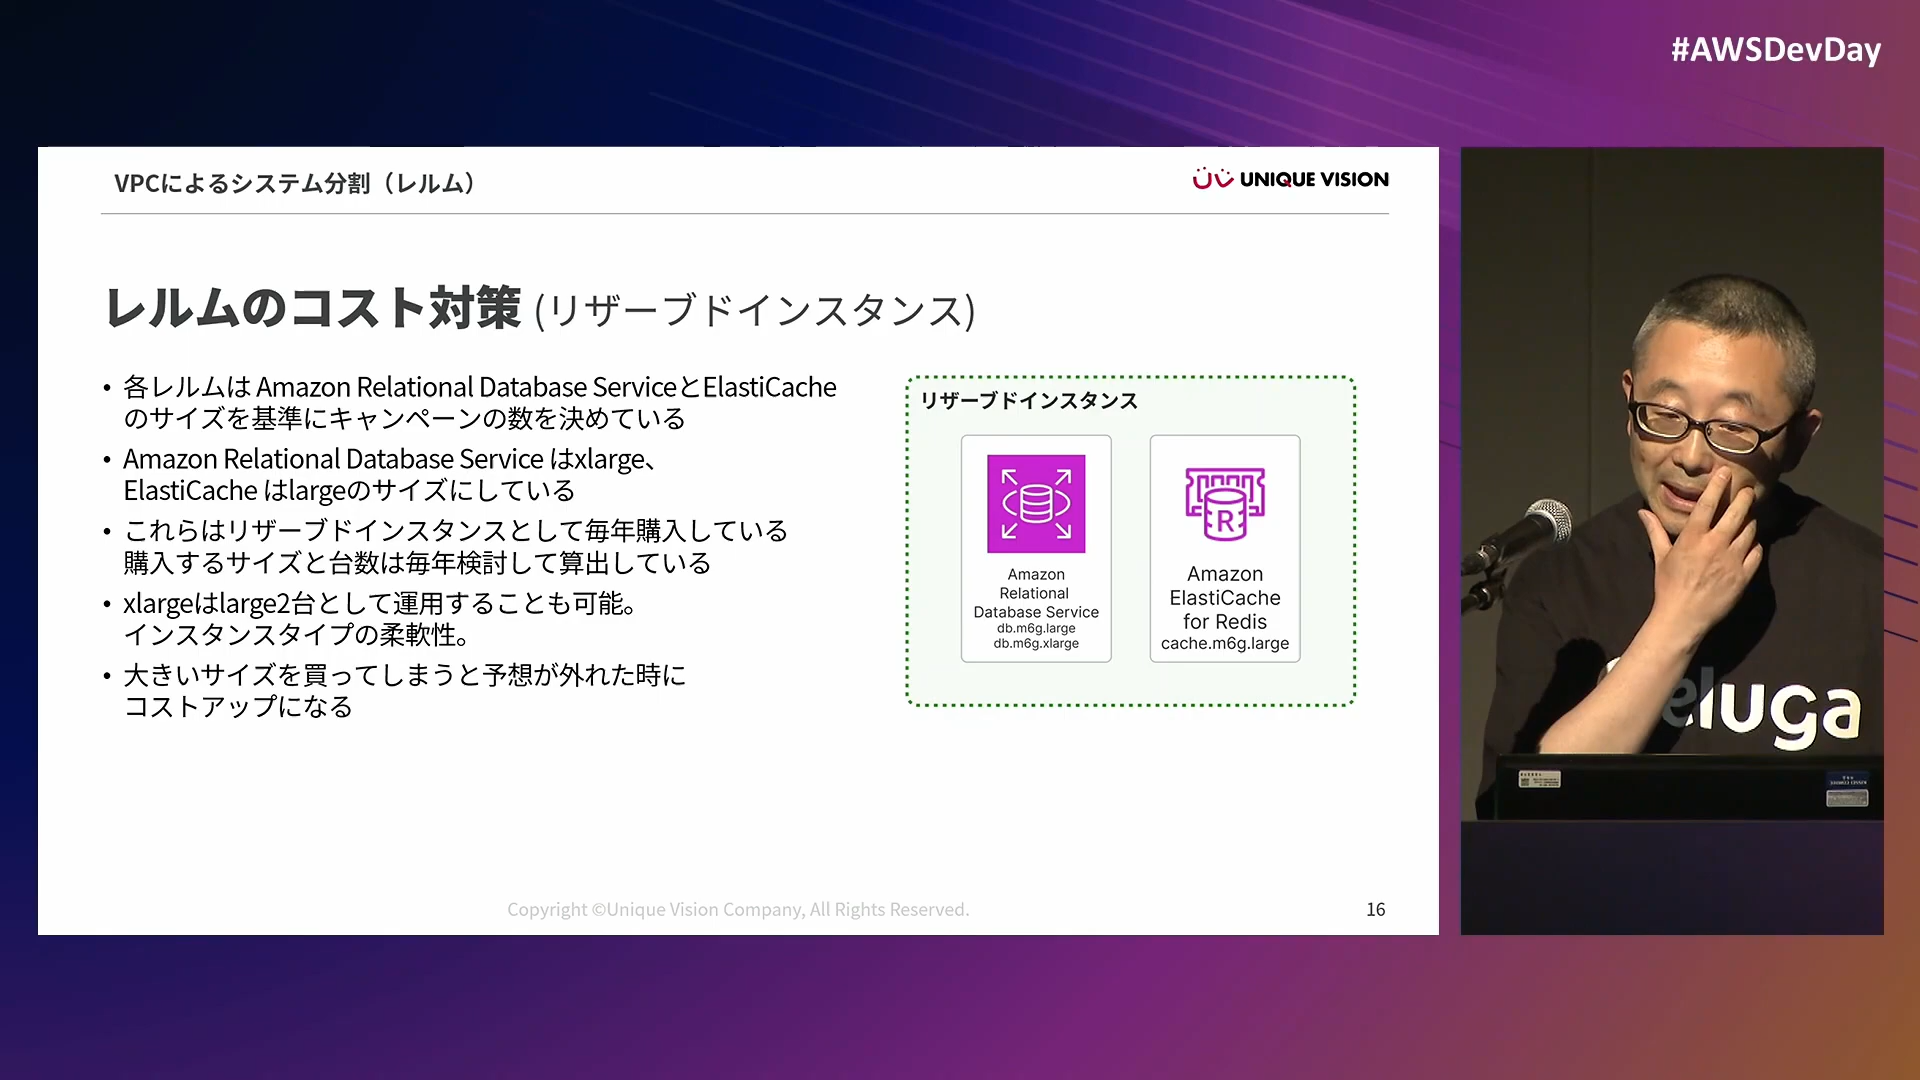 #AWSDevDay
VPCによるシステム分割（レルム）
UNIQUE VISION
レルムのコスト対策 (リザーブドインスタンス)
• 各レルムは Amazon Relational Database ServiceとElastiCache
のサイズを基準にキャンペーンの数を決めている
• Amazon Relational Database Service はxlarge、
ElastiCache はlargeのサイズにしている
• これらはリザーブドインスタンスとして毎年購入している
購入するサイズと台数は毎年検討して算出している
• xlargeはlarge2台として運用することも可能。
インスタンスタイプの柔軟性。
• 大きいサイズを買ってしまうと予想が外れた時に
コストアップになる
リザーブドインスタンス
Amazon
Relational
Database Service
db.m6g.large
db.m6g.xlarge
R
Amazon
ElastiCache
for Redis
cache.m6g.large
eluga
Copyright ©Unique Vision Company, All Rights Reserved.
16